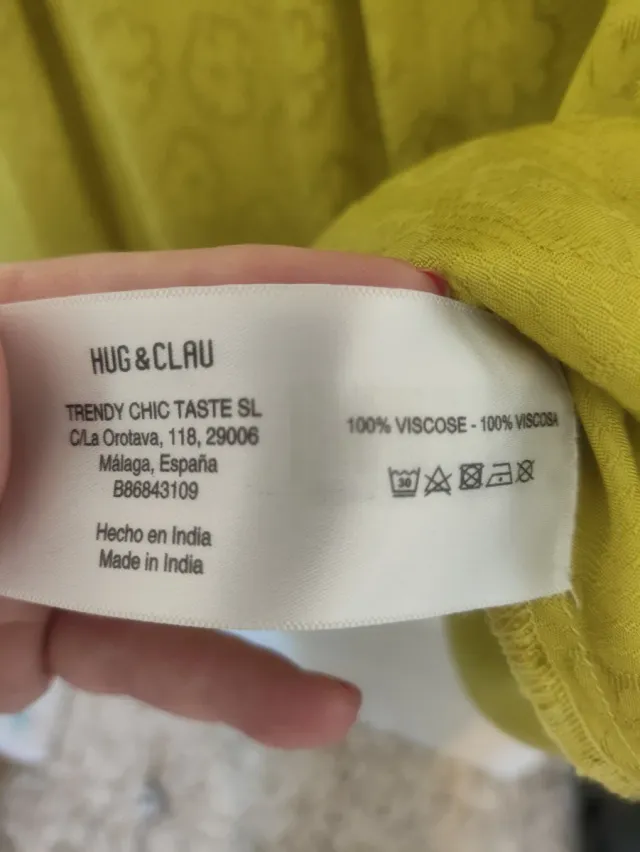 HUG & CLAU
TRENDY CHIC TASTE SL
C/La Orotava, 118, 29006
Málaga, España
B86843109
Hecho en India
Made in India
100% VISCOSE - 100% VISCOSA
30